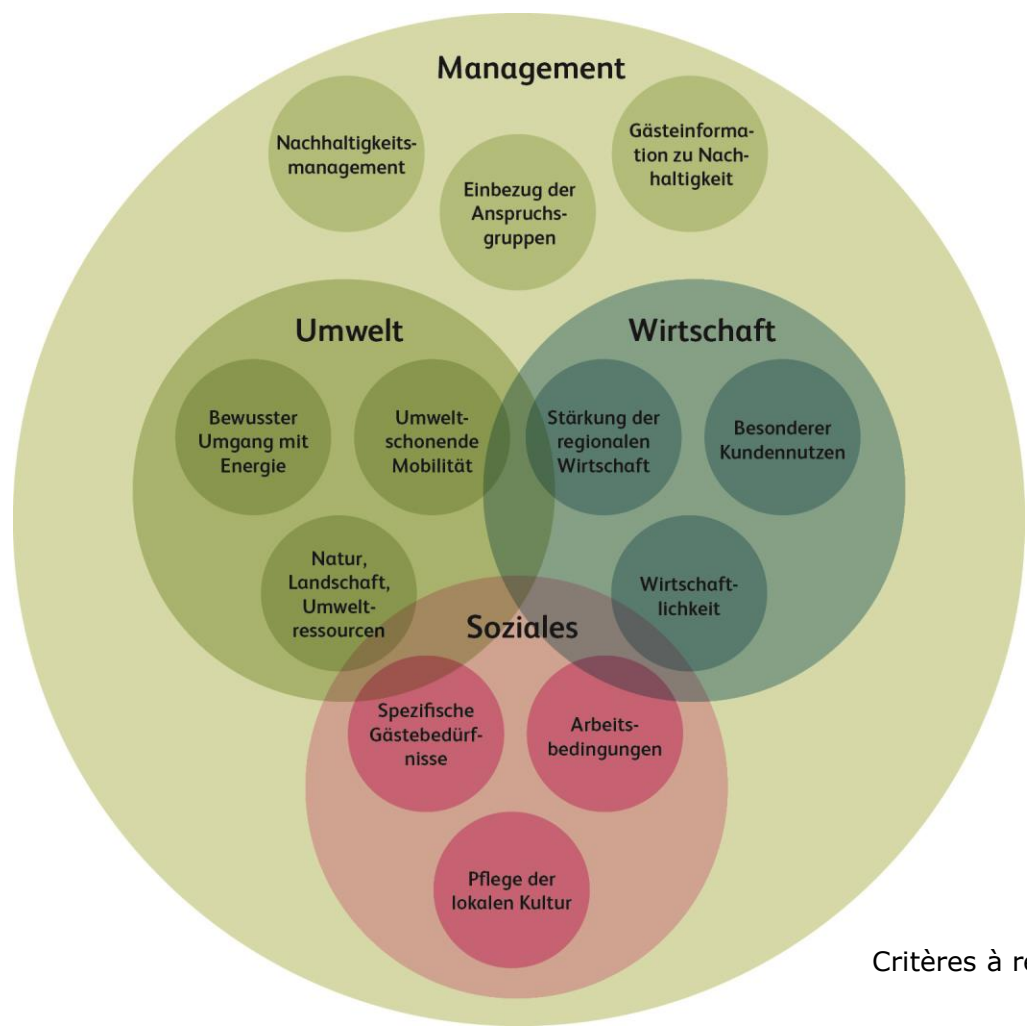 Management
Nachhaltigkeits-
management
Einbezug der
Anspruchs-
gruppen
Gästeinforma-
tion zu Nach-
haltigkeit
Umwelt
Bewusster
Umgang mit
Energie
Umwelt-
schonende
Mobilität
Natur,
Landschaft,
Umwelt-
ressourcen
Wirtschaft
Stärkung der
regionalen
Wirtschaft
Besonderer
Kundennutzen
Wirtschaft-
lichkeit
Soziales
Spezifische
Gästebedürf-
nisse
Arbeits-
bedingungen
Pflege der
lokalen Kultur
Critères à